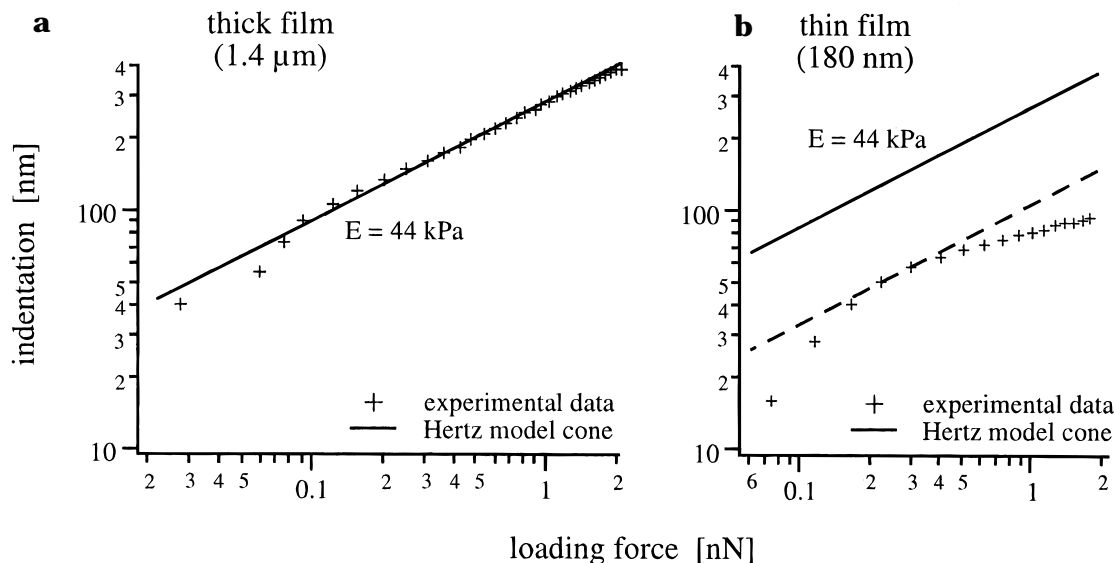 a
thick film
(1.4 µm)
b
thin film
(180 nm)
indentation [nm]
4
3
2
100
5
4
3
2
10
E = 44 kPa
experimental data
Hertz model cone
2
3
4
5
0.1
2
3
4
5
1
2
4
3
2
100
5
4
3
2
10
E = 44 kPa
experimental data
Hertz model cone
6
0.1
2
3
4
5
1
2
loading force [nN]